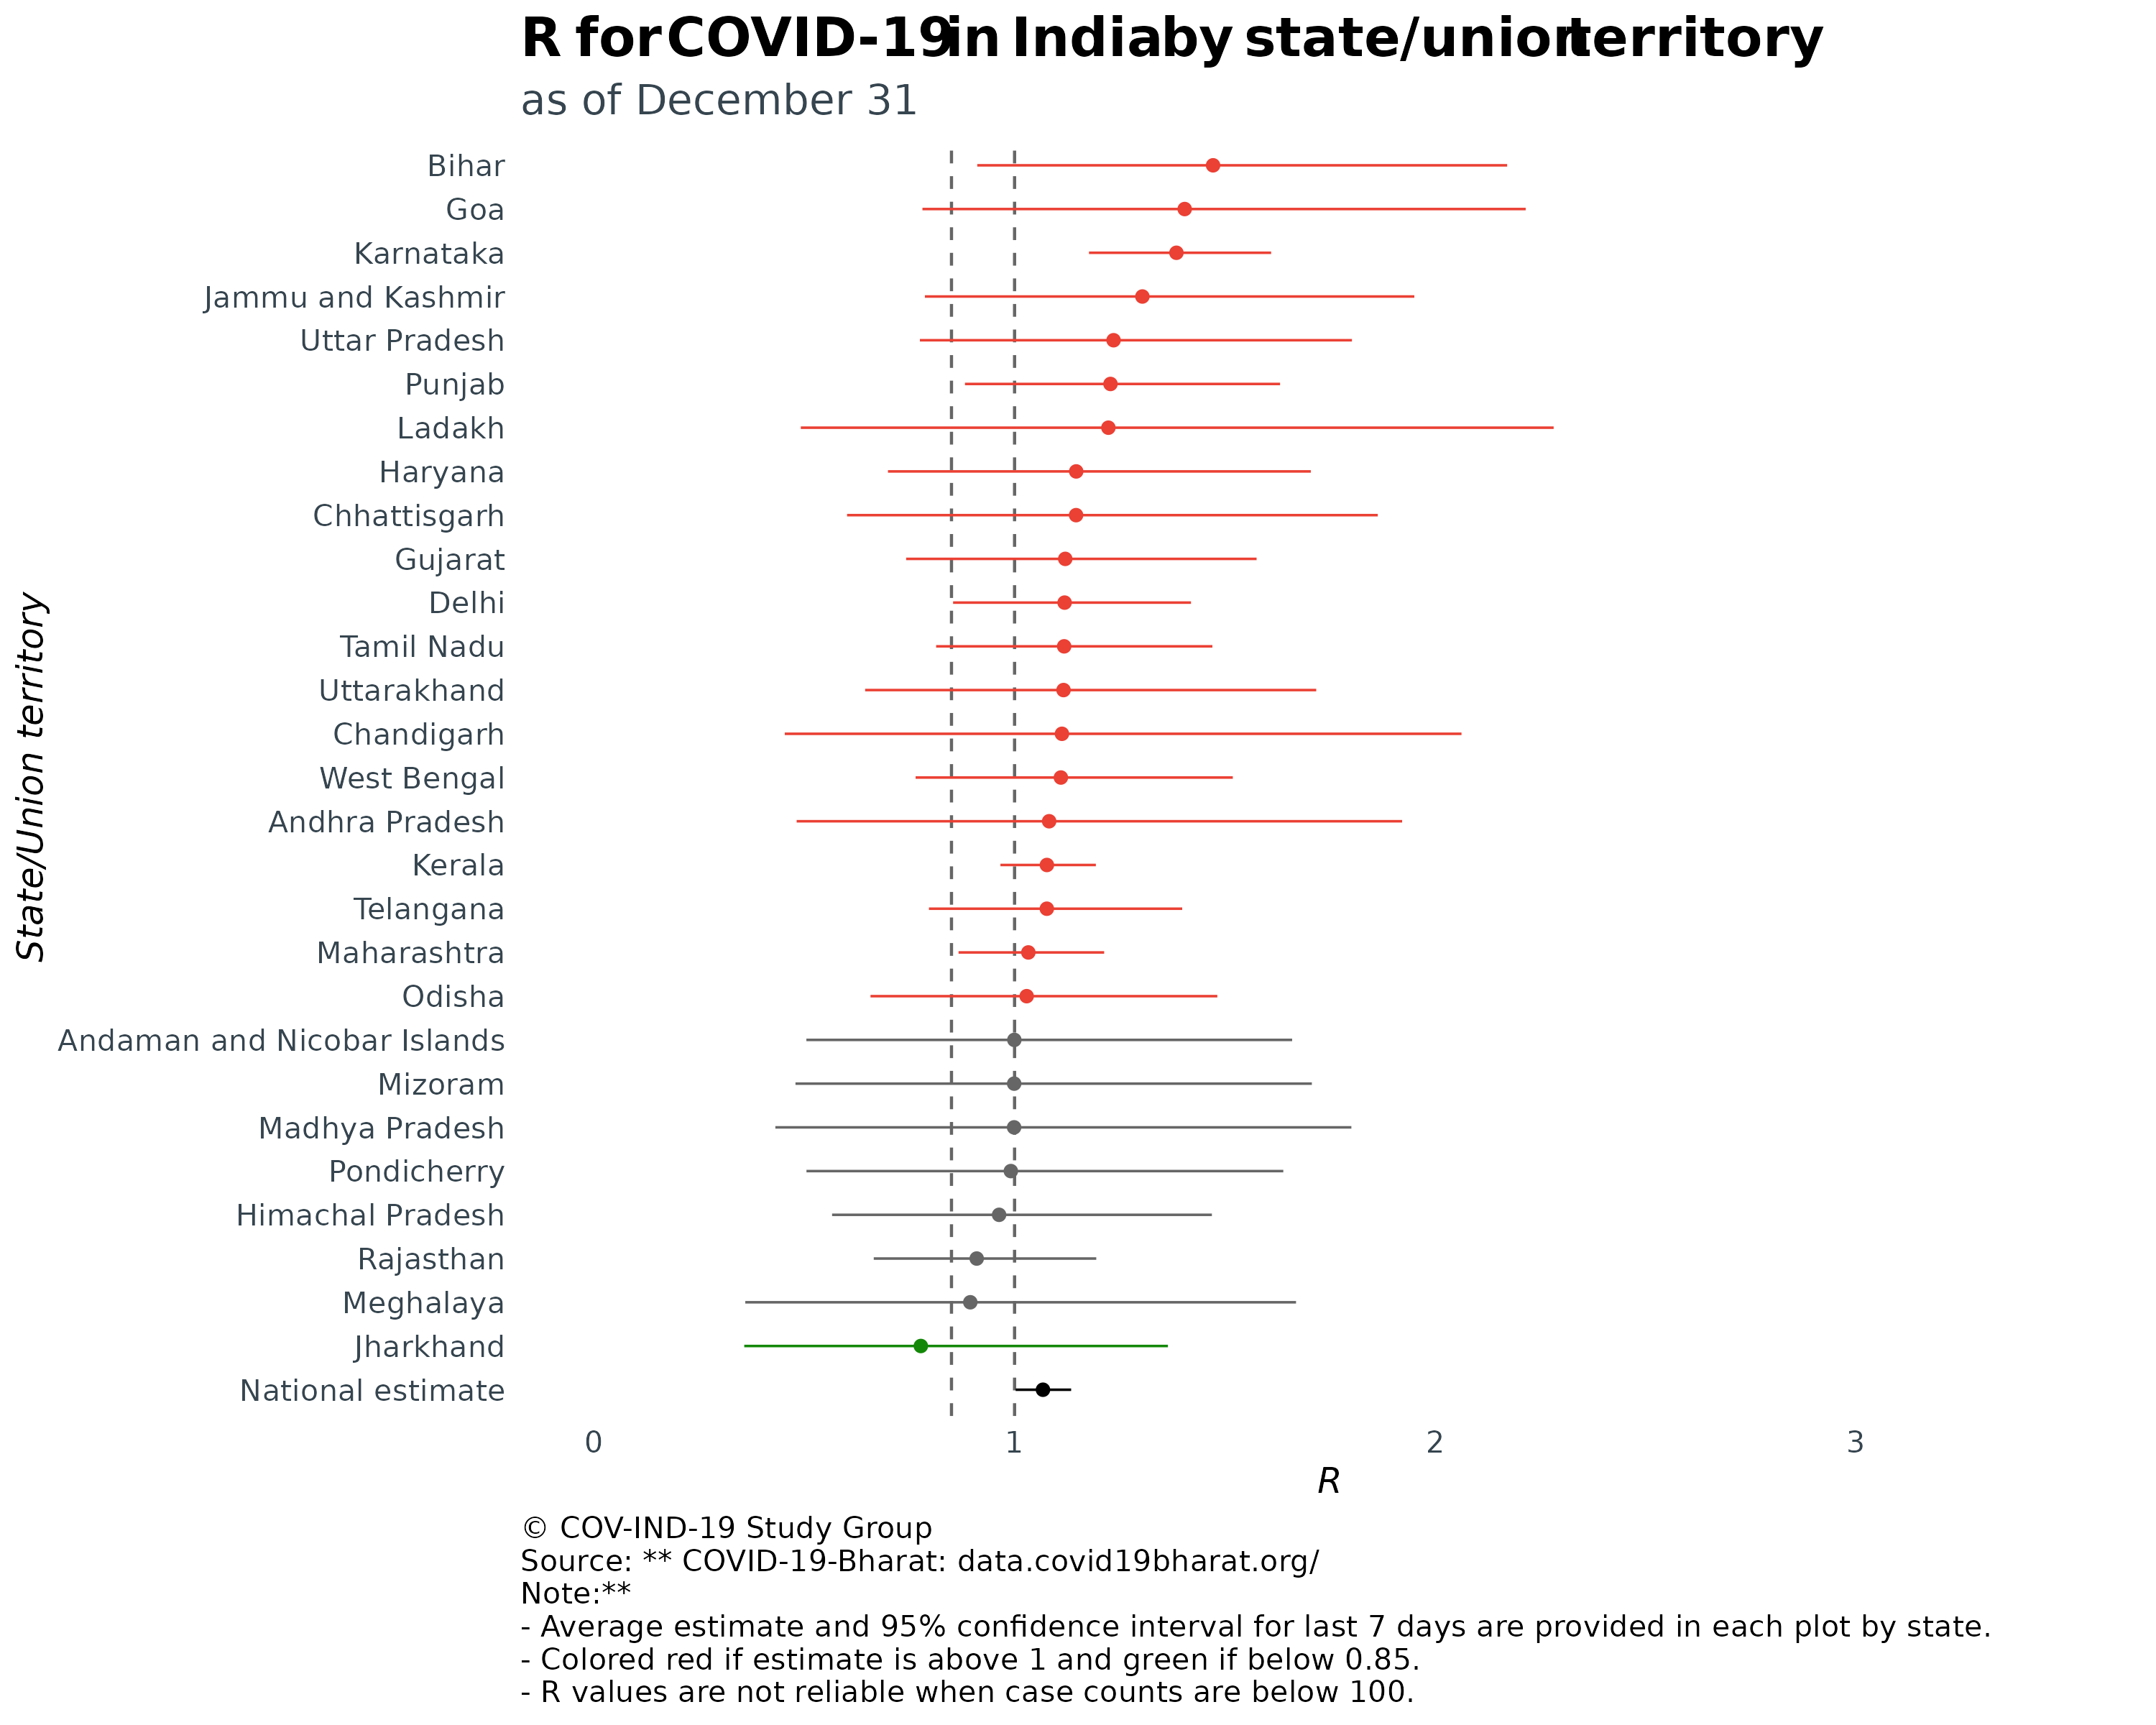 R for COVID-19 in India by state/union territory
as of December 31
Bihar
Goa
Karnataka
Jammu and Kashmir
Uttar Pradesh
Punjab
Ladakh
Haryana
Chhattisgarh
Gujarat
Delhi
Tamil Nadu
Uttarakhand
Chandigarh
West Bengal
Andhra Pradesh
Kerala
Telangana
Maharashtra
Odisha
Andaman and Nicobar Islands
Mizoram
Madhya Pradesh
Pondicherry
Himachal Pradesh
Rajasthan
Meghalaya
Jharkhand
National estimate
State/Union territory
0 1 2 3
R
© COV-IND-19 Study Group
Source: ** COVID-19-Bharat: data.covid19bharat.org/
Note:**
- Average estimate and 95% confidence interval for last 7 days are provided in each plot by state.
- Colored red if estimate is above 1 and green if below 0.85.
- R values are not reliable when case counts are below 100.